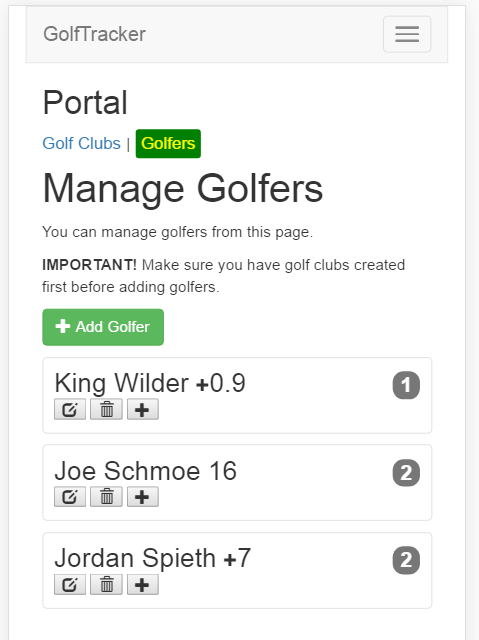 GolfTracker
Portal
Golf Clubs | Golfers
Manage Golfers
You can manage golfers from this page.
IMPORTANT! Make sure you have golf clubs created
first before adding golfers.
+ Add Golfer
King Wilder +0.9 1
Joe Schmoe 16 2
Jordan Spieth +7 2